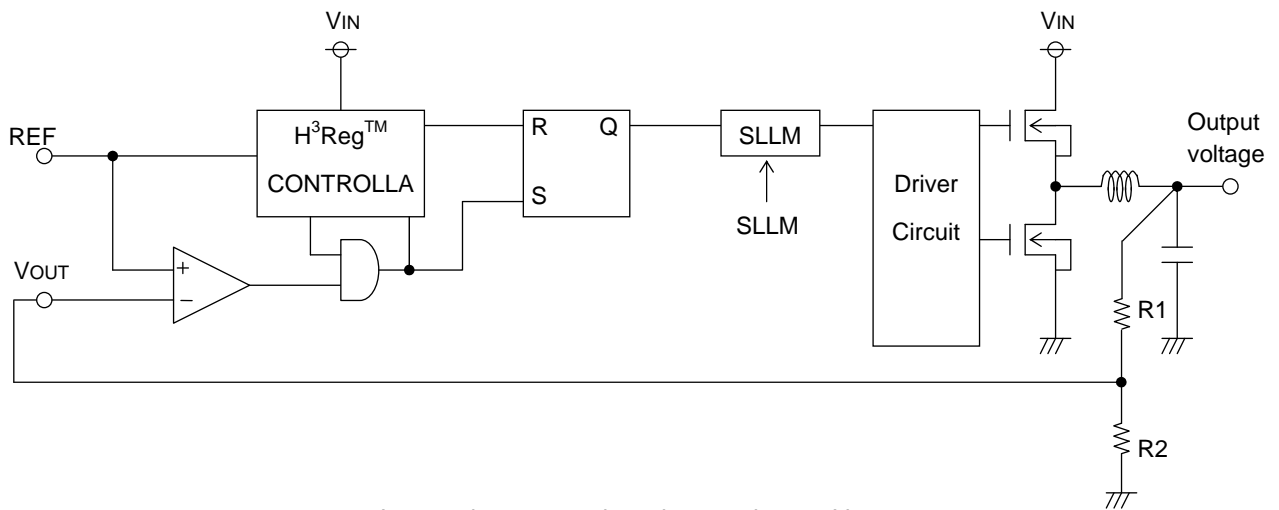 VIN
VIN
REF
H³Reg™
CONTROLLA
R
Q
S
SLLM
SLLM
Driver
Circuit
Output
voltage
VOUT
+
−
R1
R2